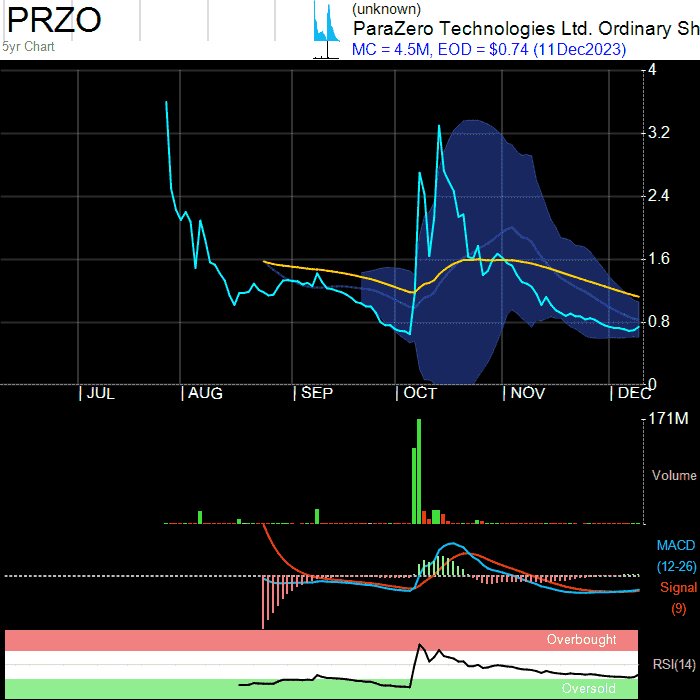 PRZO
5yr Chart
(unknown)
ParaZero Technologies Ltd. Ordinary Sh
MC = 4.5M, EOD = $0.74 (11Dec2023)
4
3.2
2.4
1.6
0.8
0
JUL AUG SEP OCT NOV DEC
171M
Volume
MACD
(12-26)
Signal
(9)
Overbought
RSI(14)
Oversold